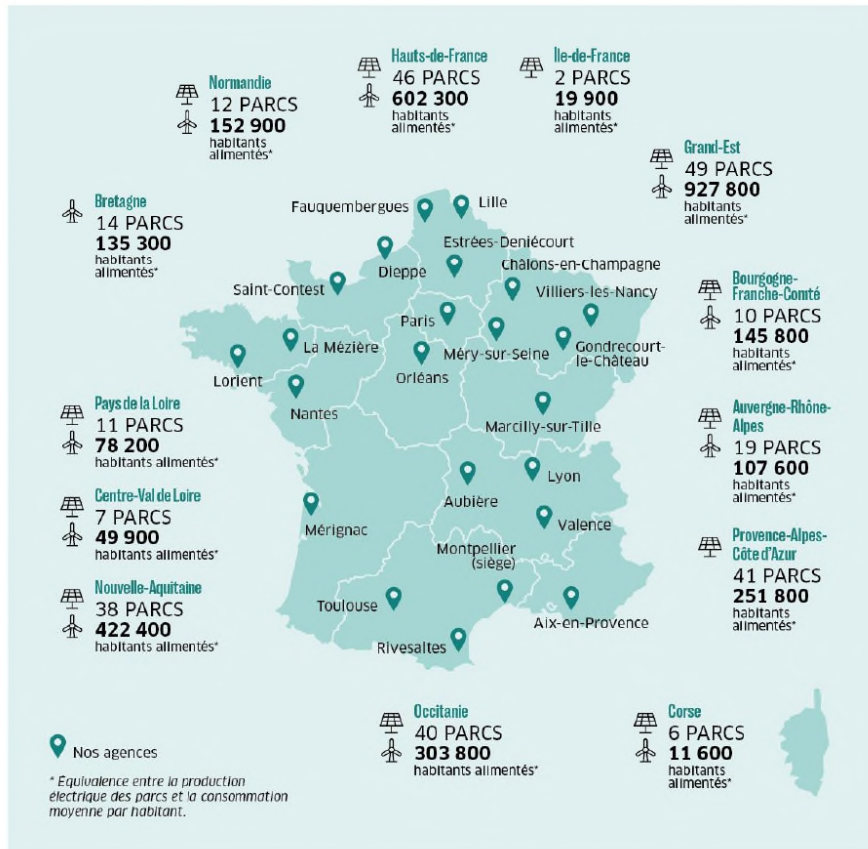 Hauts-de-France
46 PARCS
602 300
habitants
alimentés*
Île-de-France
2 PARCS
19 900
habitants
alimentés*
Normandie
12 PARCS
152 900
habitants
alimentés*
Grand-Est
49 PARCS
927 800
habitants
alimentés*
Bretagne
14 PARCS
135 300
habitants
alimentés*
Fauquembergues
Lille
Estrées-Deniécourt
Dieppe
Châlons-en-Champagne
Saint-Contest
Villiers-les-Nancy
Paris
La Mézière
Méry-sur-Seine
Gondrecourt-
le-Château
Lorient
Orléans
Nantes
Marcilly-sur-Tille
Bourgogne-
Franche-Comté
10 PARCS
145 800
habitants
alimentés*
Pays de la Loire
11 PARCS
78 200
habitants alimentés*
Auvergne-Rhône-
Alpes
19 PARCS
107 600
habitants
alimentés*
Lyon
Aubière
Centre-Val de Loire
7 PARCS
49 900
habitants alimentés*
Mérignac
Valence
Montpellier
(siège)
Provence-Alpes-
Côte d'Azur
41 PARCS
251 800
habitants
alimentés*
Nouvelle-Aquitaine
38 PARCS
422 400
habitants alimentés*
Toulouse
Aix-en-Provence
Rivesaltes
Occitanie
40 PARCS
303 800
habitants alimentés*
Corse
6 PARCS
11 600
habitants
alimentés*
Nos agences
* Équivalence entre la production
électrique des parcs et la consommation
moyenne par habitant.